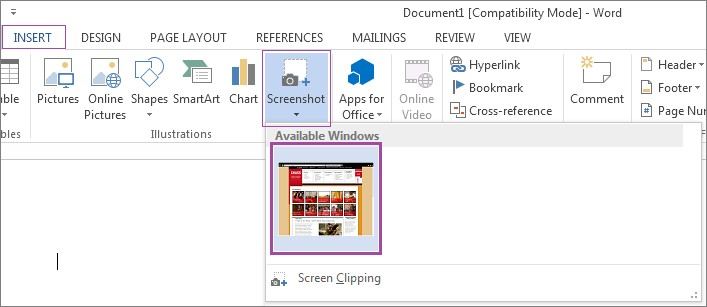 Document1 [Compatibility Mode] - Word
INSERT DESIGN PAGE LAYOUT REFERENCES MAILINGS REVIEW VIEW
able Pictures Online Pictures Shapes SmartArt Chart Screenshot Apps for Office Online Video
Hyperlink
Bookmark
Cross-reference
Comment
Header
Footer
Page Num
bles Illustrations
Available Windows
Screen Clipping